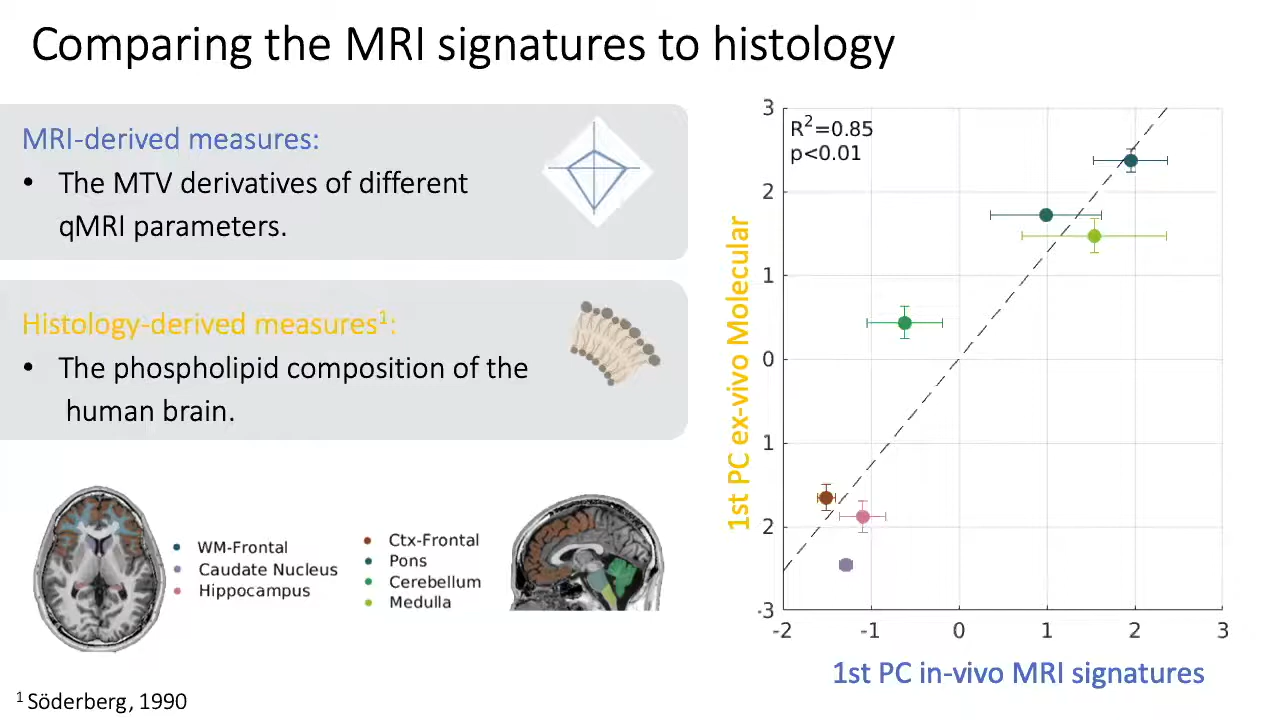 Comparing the MRI signatures to histology
MRI-derived measures:
• The MTV derivatives of different
qMRI parameters.
Histology-derived measures¹:
• The phospholipid composition of the
human brain.
WM-Frontal
Caudate Nucleus
Hippocampus
Ctx-Frontal
Pons
Cerebellum
Medulla
¹ Söderberg, 1990
R²=0.85
p<0.01
3
2
1
0
1
2
-3
-2 -1 0 1 2 3
1st PC ex-vivo Molecular
1st PC in-vivo MRI signatures